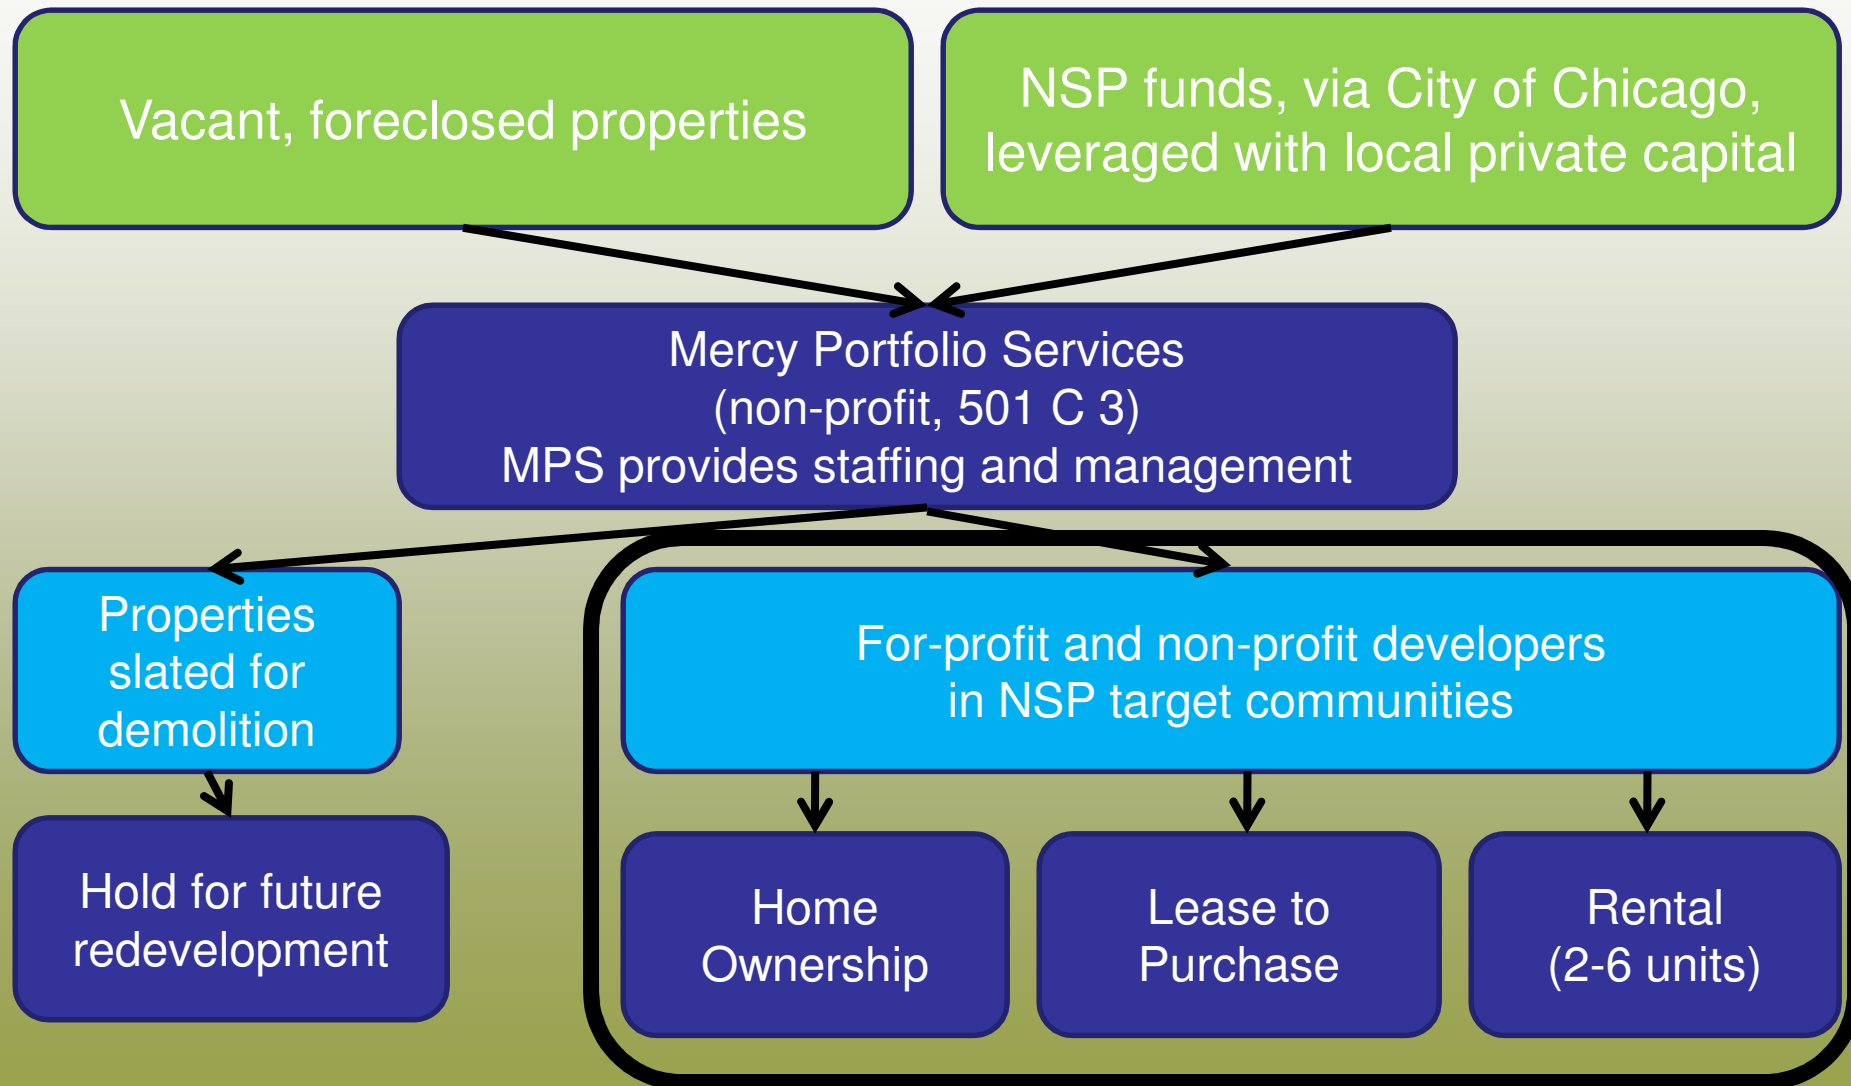 Vacant, foreclosed properties
NSP funds, via City of Chicago,
leveraged with local private capital
Mercy Portfolio Services
(non-profit, 501 C 3)
MPS provides staffing and management
Properties
slated for
demolition
For-profit and non-profit developers
in NSP target communities
Hold for future
redevelopment
Home
Ownership
Lease to
Purchase
Rental
(2-6 units)